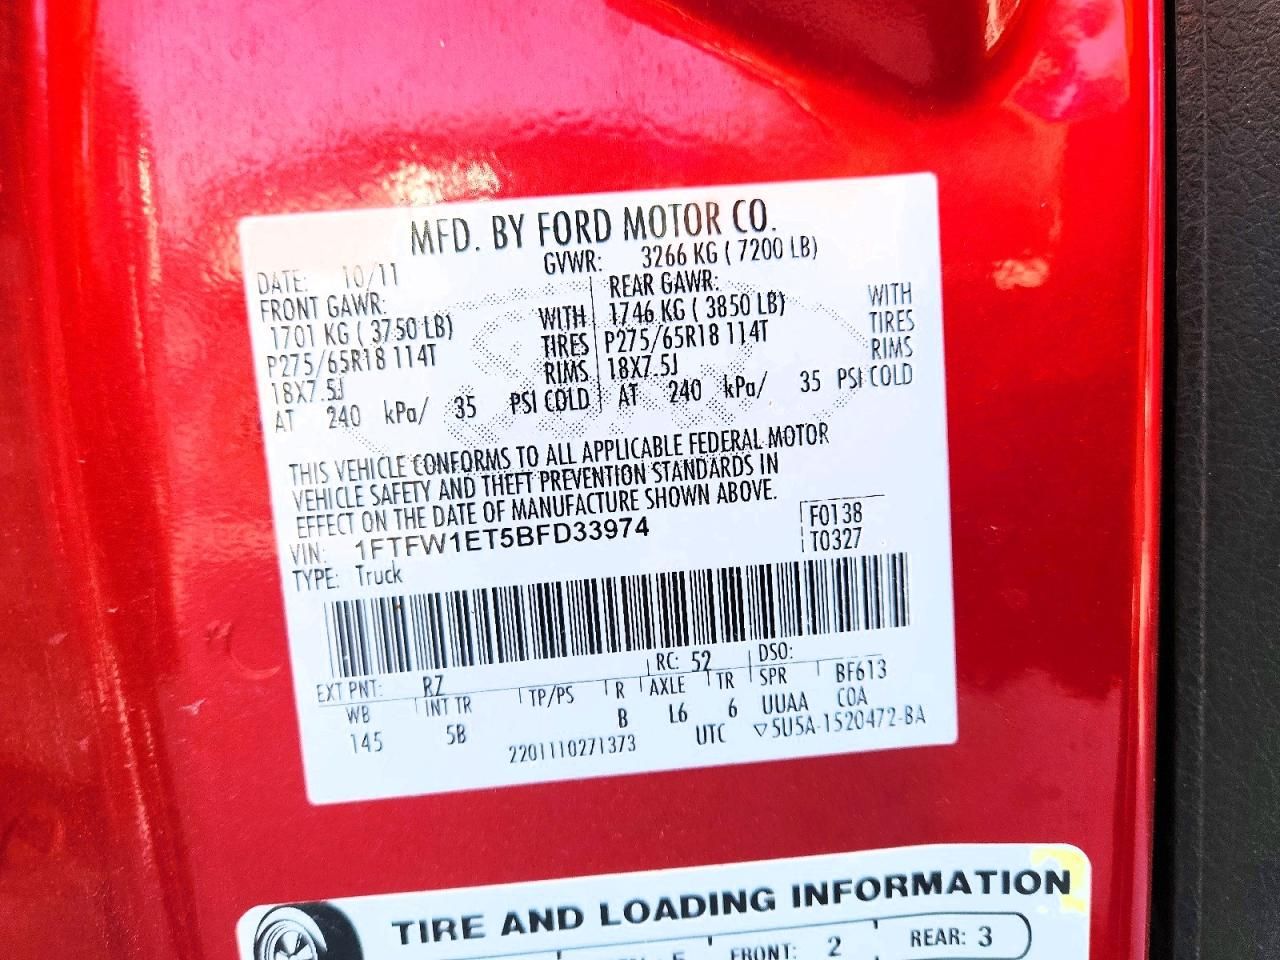 MFD. BY FORD MOTOR CO.
DATE: 10/11 GVWR: 3266 KG ( 7200 LB)
FRONT GAWR: REAR GAWR:
1701 KG ( 3750 LB) WITH 1746 KG ( 3850 LB) WITH
P275/65R18 114T TIRES P275/65R18 114T TIRES
18X7.5J RIMS 18X7.5J RIMS
AT 240 kPa/ 35 PSI COLD AT 240 kPa/ 35 PSI COLD
THIS VEHICLE CONFORMS TO ALL APPLICABLE FEDERAL MOTOR
VEHICLE SAFETY AND THEFT PREVENTION STANDARDS IN
EFFECT ON THE DATE OF MANUFACTURE SHOWN ABOVE.
VIN: 1FTFW1ET5BFD33974 F0138
TYPE: Truck T0327
EXT PNT: RZ RC: 52 DSO:
WB INT TR TP/PS R AXLE TR SPR BF613
145 5B B L6 6 UUAA COA
2201110271373 UTC ▽5U5A-1520472-BA
TIRE AND LOADING INFORMATION
FRONT: 2 REAR: 3